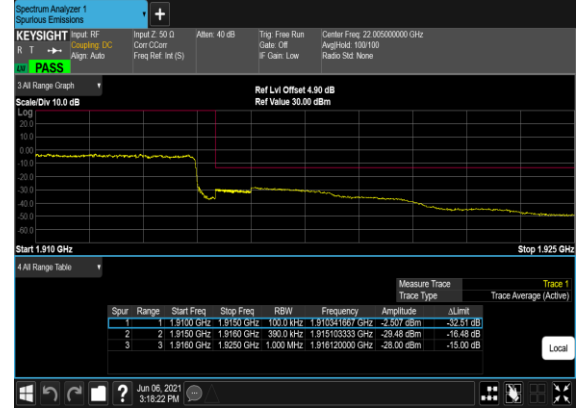 Spectrum Analyzer 1
Spurious Emissions
+
KEYSIGHT Input: RF Input Z: 50 Ω Atten: 40 dB Trig: Free Run Center Freq: 22.005000000 GHz
R T Coupling: DC Corr CCorr Gate: Off Avg|Hold: 100/100
Align: Auto Freq Ref: Int (S) IF Gain: Low Radio Std: None
LXI PASS
3 All Range Graph Ref Lvl Offset 4.90 dB
Scale/Div 10.0 dB Ref Value 30.00 dBm
Log
20.0
10.0
0.00
-10.0
-20.0
-30.0
-40.0
-50.0
-60.0
Start 1.910 GHz Stop 1.925 GHz
4 All Range Table
Measure Trace Trace 1
Trace Type Trace Average (Active)
Spur Range Start Freq Stop Freq RBW Frequency Amplitude ΔLimit
1 1 1.9100 GHz 1.9150 GHz 100.0 kHz 1.910341667 GHz -2.507 dBm -32.51 dB
2 2 1.9150 GHz 1.9160 GHz 390.0 kHz 1.915103333 GHz -29.48 dBm -16.48 dB
3 3 1.9160 GHz 1.9250 GHz 1.000 MHz 1.916120000 GHz -28.00 dBm -15.00 dB
Local
? Jun 06, 2021
3:18:22 PM